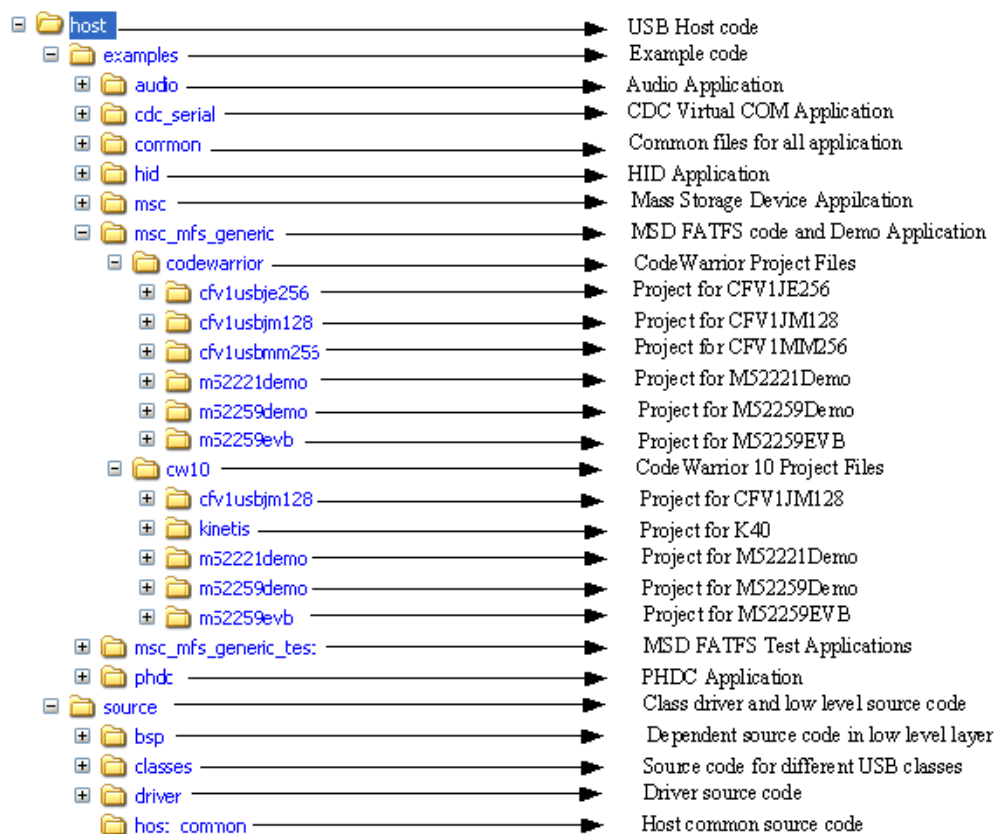 host USB Host code
examples Example code
audio Audio Application
cdc_serial CDC Virtual COM Application
common Common files for all application
hid HID Application
msc Mass Storage Device Appilcation
msc_mfs_generic MSD FATFS code and Demo Application
codewarrior CodeWarrior Project Files
cfv1usbje256 Project for CFV1JE256
cfv1usbjm128 Project for CFV1JM128
cfv1usbmm256 Project for CFV1MM256
m52221demo Project for M52221Demo
m52259demo Project for M52259Demo
m52259evb Project for M52259EVB
cw10 CodeWarrior 10 Project Files
cfv1usbjm128 Project for CFV1JM128
kinetis Project for K40
m52221demo Project for M52221Demo
m52259demo Project for M52259Demo
m52259evb Project for M52259EVB
msc_mfs_generic_test MSD FATFS Test Applications
phdc PHDC Application
source Class driver and low level source code
bsp Dependent source code in low level layer
classes Source code for different USB classes
driver Driver source code
host_common Host common source code